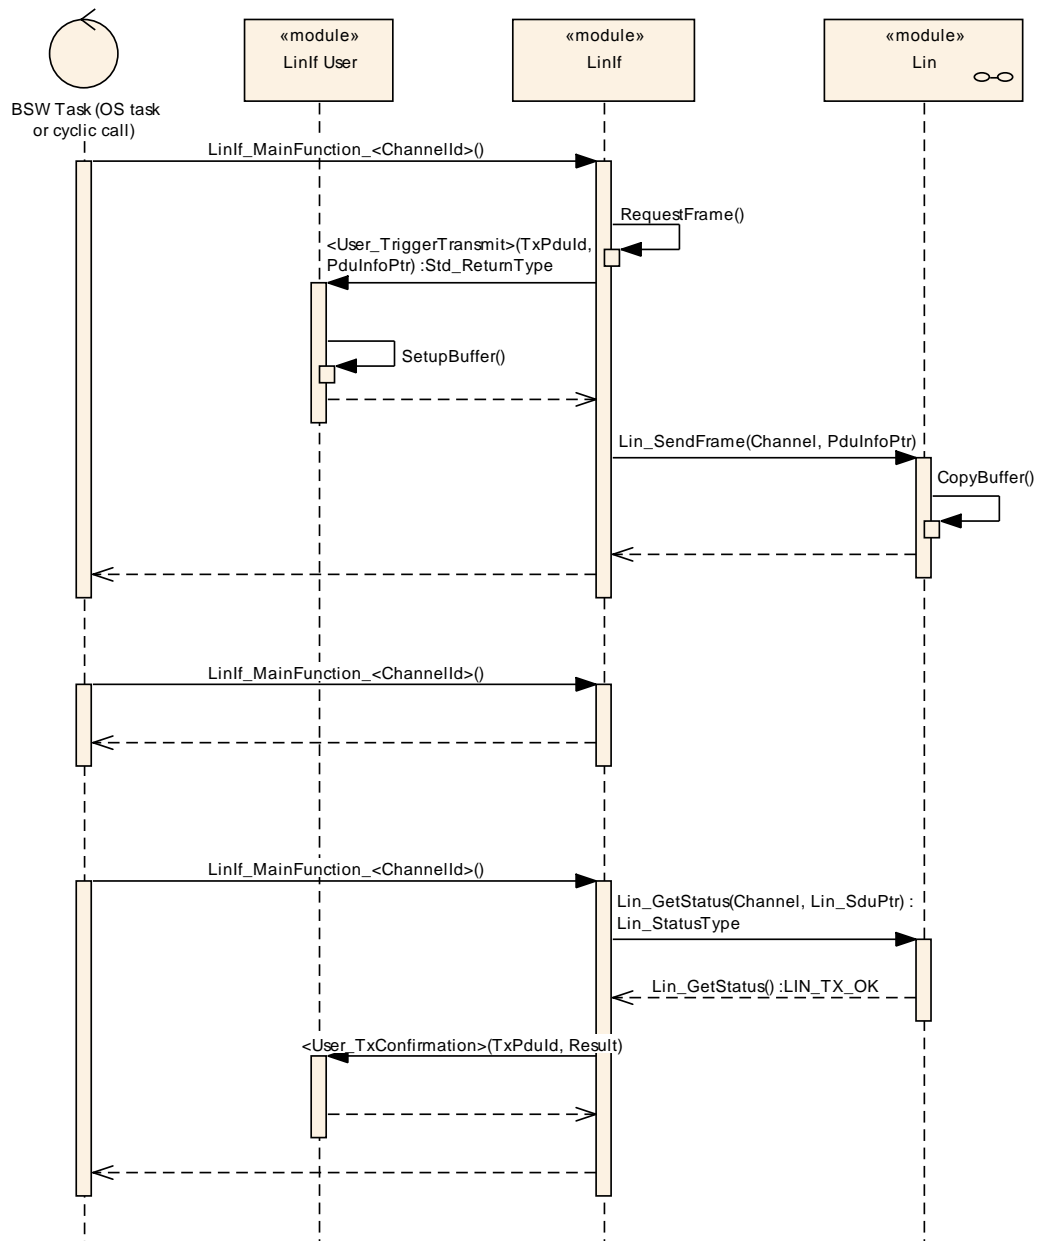 «module»
LinIf User
«module»
LinIf
«module»
Lin
BSW Task (OS task
or cyclic call)
LinIf_MainFunction_<ChannelId>()
RequestFrame()
<User_TriggerTransmit>(TxPduId,
PduInfoPtr) :Std_ReturnType
SetupBuffer()
Lin_SendFrame(Channel, PduInfoPtr)
CopyBuffer()
LinIf_MainFunction_<ChannelId>()
LinIf_MainFunction_<ChannelId>()
Lin_GetStatus(Channel, Lin_SduPtr) :
Lin_StatusType
Lin_GetStatus() :LIN_TX_OK
<User_TxConfirmation>(TxPduId, Result)